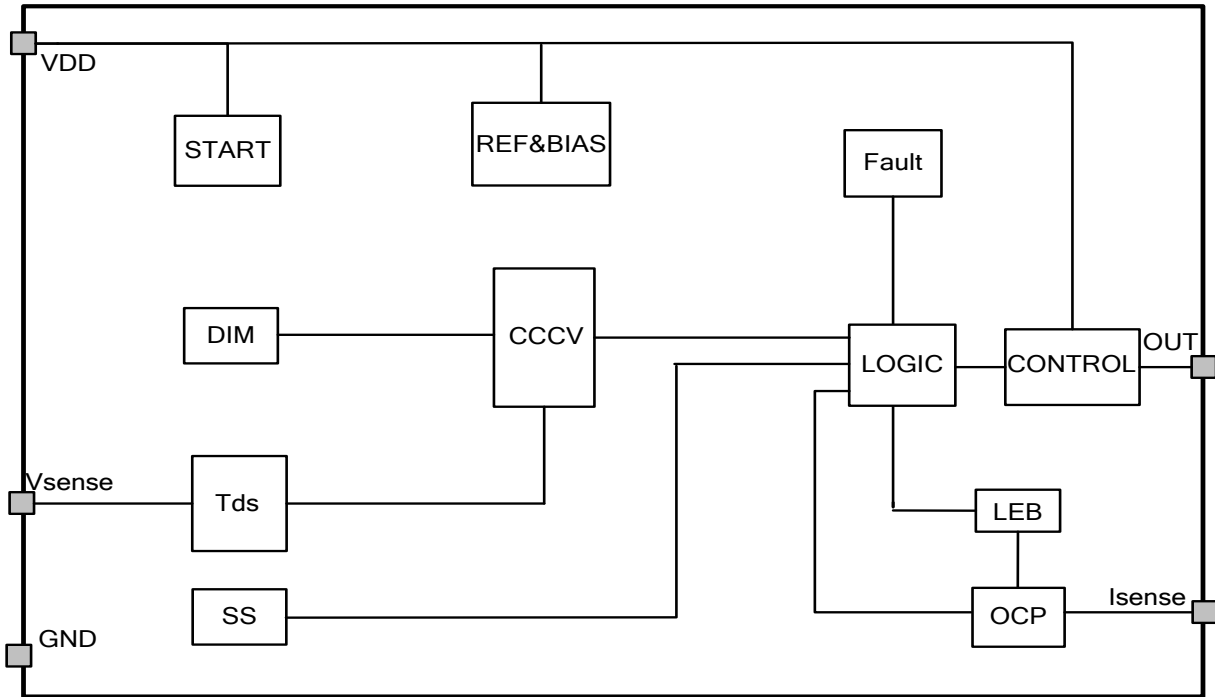 VDD
START
REF&BIAS
Fault
DIM
CCCV
LOGIC
CONTROL
OUT
Vsense
Tds
LEB
SS
OCP
Isense
GND